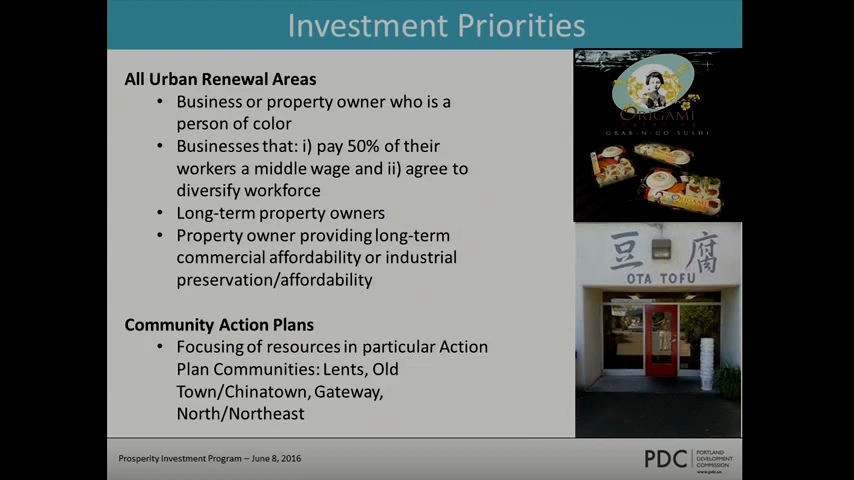 Investment Priorities
All Urban Renewal Areas
• Business or property owner who is a
person of color
• Businesses that: i) pay 50% of their
workers a middle wage and ii) agree to
diversify workforce
• Long-term property owners
• Property owner providing long-term
commercial affordability or industrial
preservation/affordability
Community Action Plans
• Focusing of resources in particular Action
Plan Communities: Lents, Old
Town/Chinatown, Gateway,
North/Northeast
ORIGAMI
GRAB-N-GO SUSHI
豆腐
OTA TOFU
Prosperity Investment Program – June 8, 2016
PDC
PORTLAND
DEVELOPMENT
COMMISSION
www.pdc.us